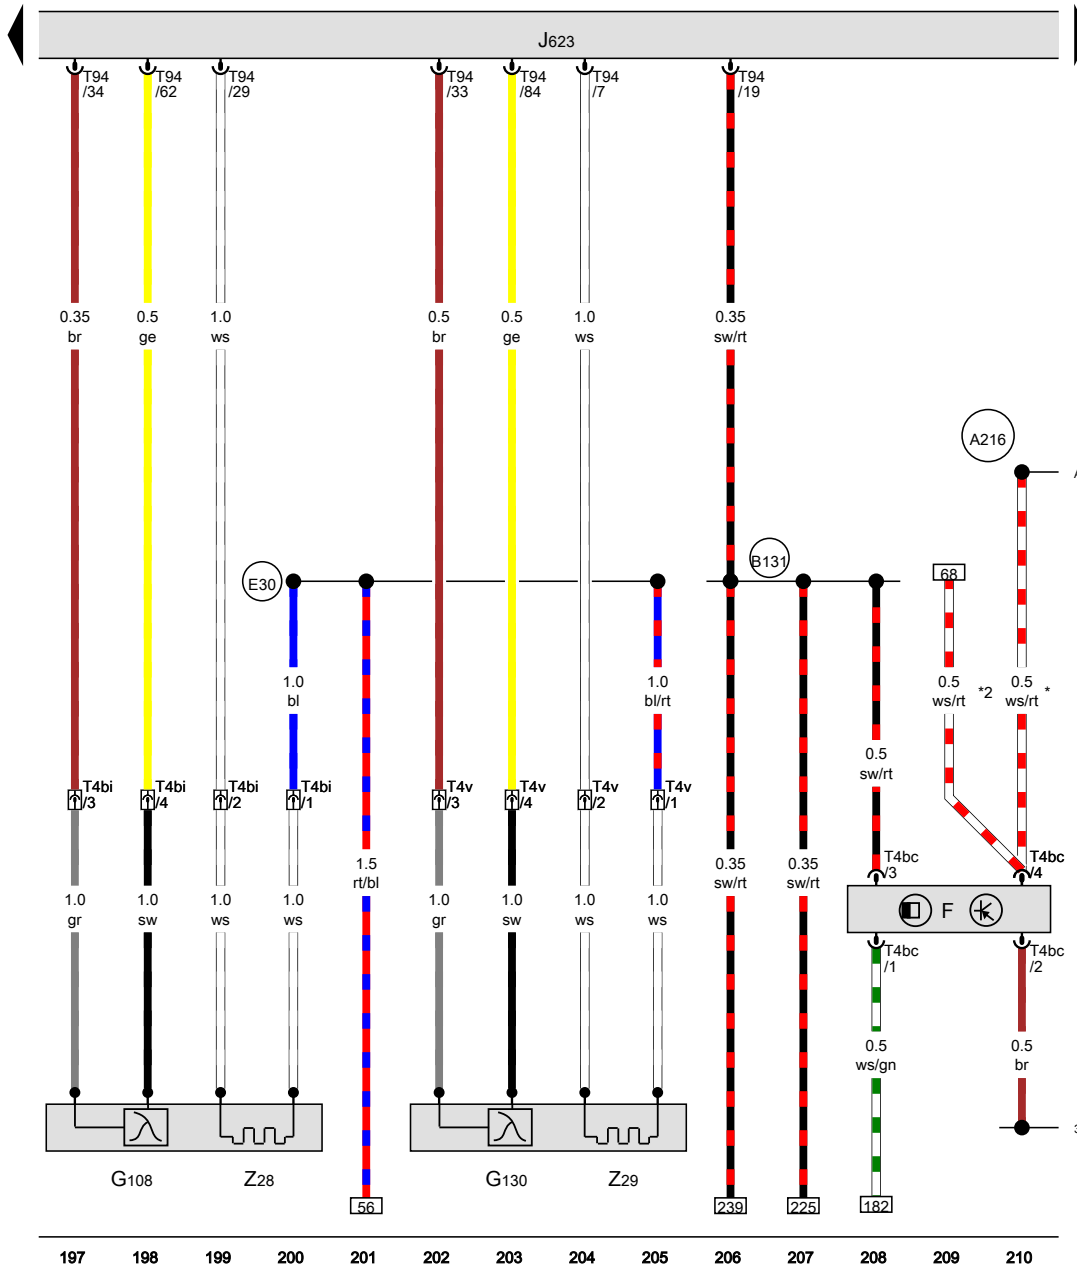 J623
T94 T94 T94 T94 T94 T94 T94
/34 /62 /29 /33 /84 /7 /19
0.35 0.5 1.0 0.5 0.5 1.0 0.35
br ge ws br ge ws sw/rt
A216
B131
E30
68
1.0 1.0 0.5 0.5
bl bl/rt ws/rt *2 ws/rt *
0.5
sw/rt
T4bi T4bi T4bi T4bi T4v T4v T4v T4v
/3 /4 /2 /1 /3 /4 /2 /1
T4bc T4bc
/3 /4
1.5 0.35 0.35
rt/bl sw/rt sw/rt
1.0 1.0 1.0 1.0 1.0 1.0 1.0 1.0
gr sw ws ws gr sw ws ws
F
T4bc T4bc
/1 /2
0.5 0.5
ws/gn br
G108 Z28 G130 Z29
56 239 225 182
197 198 199 200 201 202 203 204 205 206 207 208 209 210